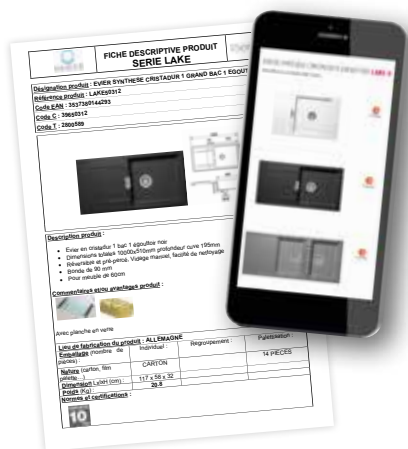 FICHE DESCRIPTIVE PRODUIT
SERIE LAKE
Désignation produit : EVIER SYNTHESE CRISTADUR 1 GRAND BAC 1 EGOUT
Référence produit : LAKE50312
Code EAN : 3537380144293
Code C : 39650312
Code T : 2800589
Description produit :
Evier en cristadur 1 bac 1 égouttoir noir
Dimensions totales 10000x510mm profondeur cuve 195mm
Réversible et pré-percé. Vidage manuel, facilité de nettoyage
Bonde de 90 mm
Pour meuble de 60cm
Commentaires et/ou avantages produit :
Avec planche en verre
Lieu de fabrication du produit : ALLEMAGNE
Emballage (nombre de pièces) :
Individuel :
Regroupement :
Palettisation :
14 PIECES
Nature (carton, film palette…)
CARTON
Dimension LxlxH (cm) :
117 x 58 x 32
Poids (Kg) :
20.8
Normes et certifications :
10
LAKE